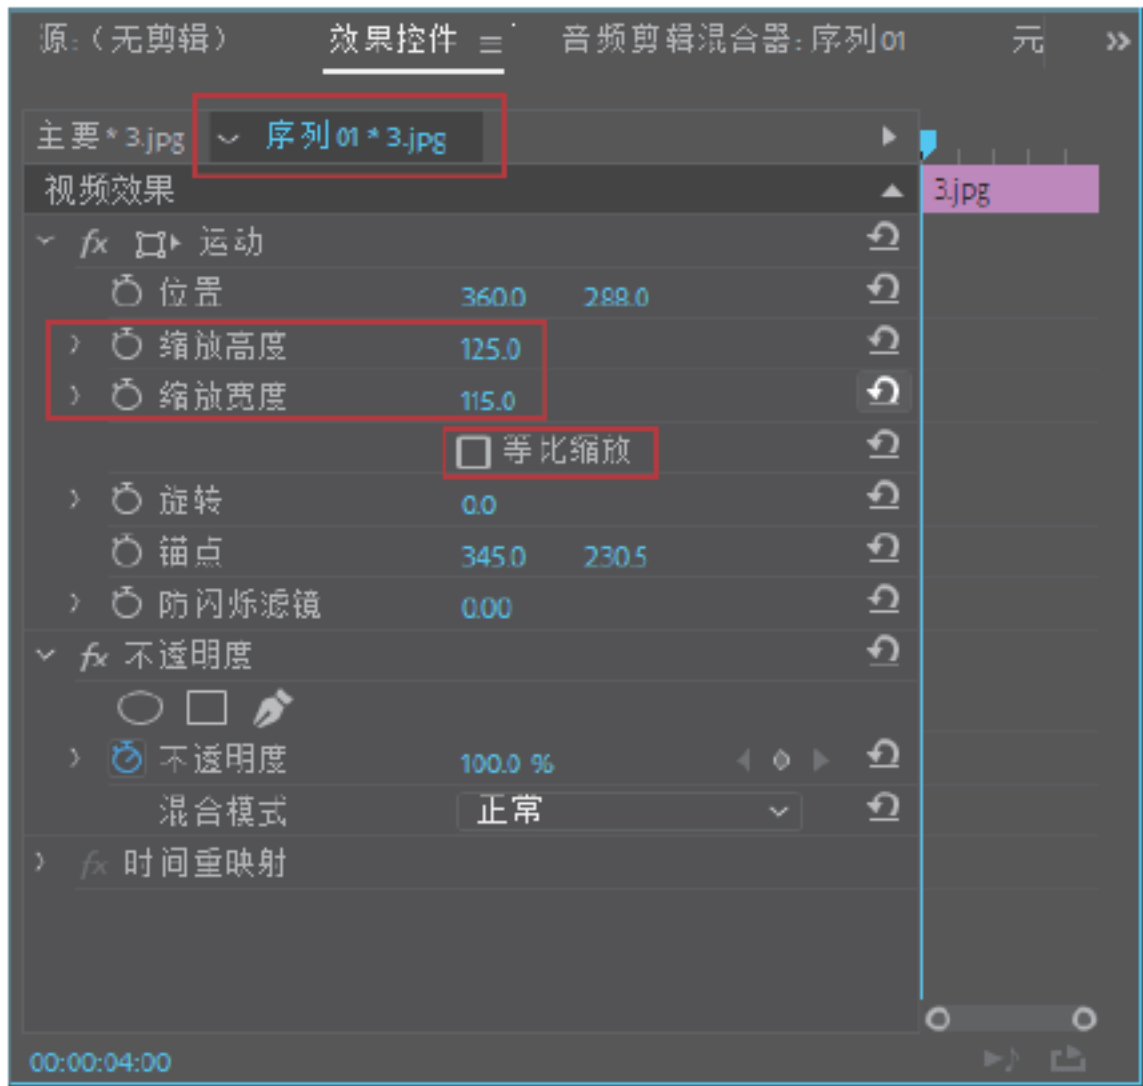 源:（无剪辑） 效果控件 音频剪辑混合器: 序列 01 元
主要 * 3.jpg 序列 01 * 3.jpg
视频效果 3.jpg
fx 运动
位置 360.0 288.0
缩放高度 125.0
缩放宽度 115.0
等比缩放
旋转 0.0
锚点 345.0 230.5
防闪烁滤镜 0.00
fx 不透明度
不透明度 100.0 %
混合模式 正常
fx 时间重映射
00:00:04:00